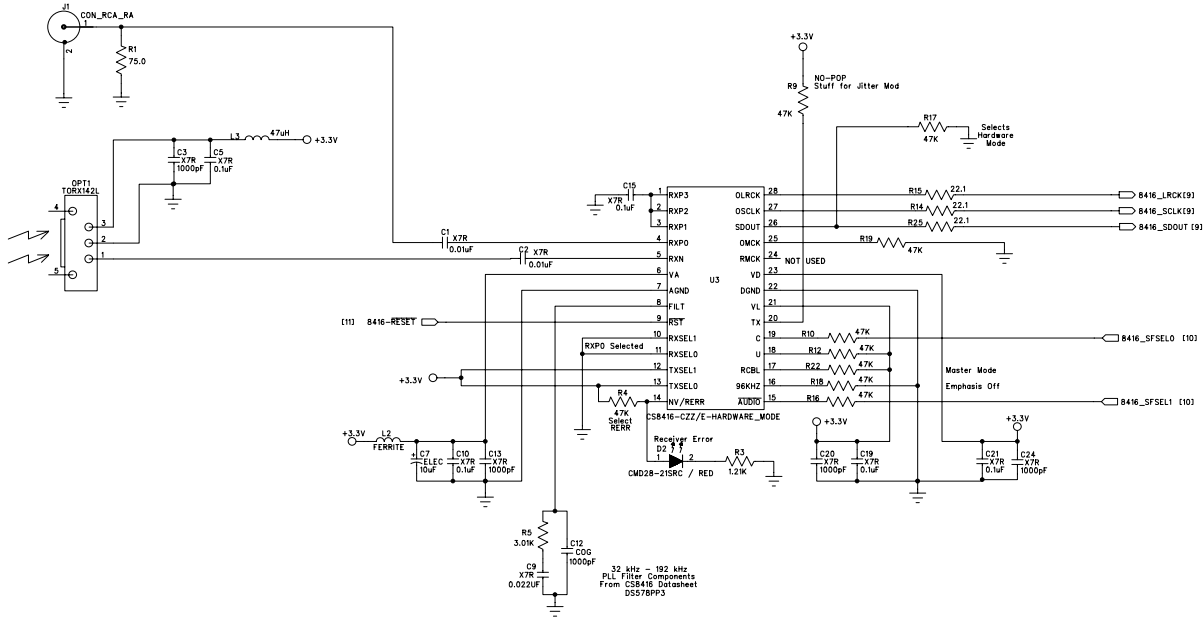 J1
CON_RCA_RA
1
2
R1
75.0
L3
47uH
+3.3V
C3
X7R
1000pF
C5
X7R
0.1uF
OPT1
TORX142L
4
3
2
1
5
+3.3V
NO-POP
Stuff for Jitter Mod
R9
47K
R17
47K
Selects
Hardware
Mode
C15
X7R
0.1uF
C1
X7R
0.01uF
C2
X7R
0.01uF
U3
1 RXP3
2 RXP2
3 RXP1
4 RXP0
5 RXN
6 VA
7 AGND
8 FILT
9 RST
10 RXSEL1
11 RXSEL0
12 TXSEL1
13 TXSEL0
14 NV/RERR
OLRCK 28
OSCLK 27
SDOUT 26
OMCK 25
RMCK 24
VD 23
DGND 22
VL 21
TX 20
C 19
U 18
RCBL 17
96KHZ 16
AUDIO 15
CS8416-CZZ/E-HARDWARE_MODE
R15 22.1 8416_LRCK[9]
R14 22.1 8416_SCLK[9]
R25 22.1 8416_SDOUT [9]
R19
47K
NOT USED
[11] 8416-RESET
RXP0 Selected
+3.3V
R4
47K
Select
RERR
R10 47K
8416_SFSEL0 [10]
R12 47K
R22 47K
R18 47K
R16 47K
8416_SFSEL1 [10]
Master Mode
Emphasis Off
+3.3V
L2
FERRITE
+
C7
ELEC
10uF
C10
X7R
0.1uF
C13
X7R
1000pF
Receiver Error
D2
1
2
CMD28-21SRC / RED
R3
1.21K
+3.3V
C20
X7R
1000pF
C19
X7R
0.1uF
+3.3V
C21
X7R
0.1uF
C24
X7R
1000pF
R5
3.01K
C9
X7R
0.022UF
C12
COG
1000pF
32 kHz - 192 kHz
PLL Filter Components
From CS8416 Datasheet
DS578PP3